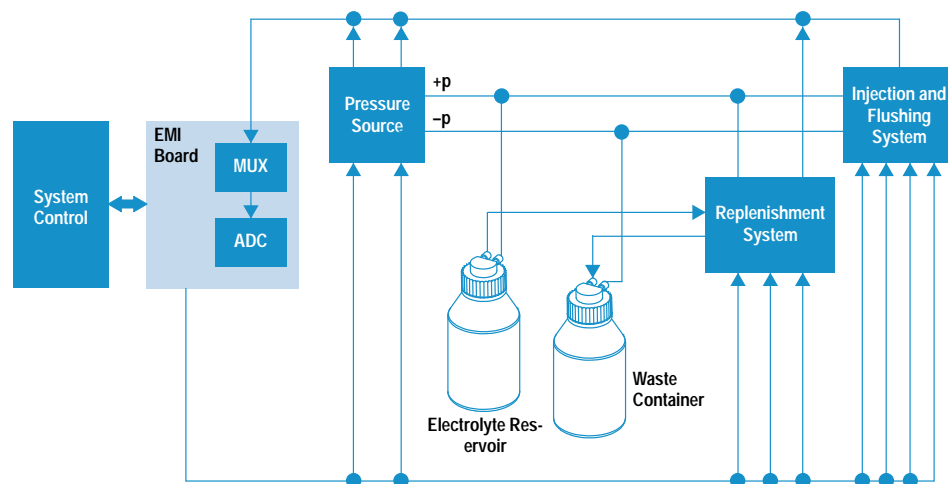 +p
Pressure
Source
–p
Injection and
Flushing
System
EMI
Board
MUX
System
Control
ADC
Replenishment
System
Waste
Container
Electrolyte Res-
ervoir